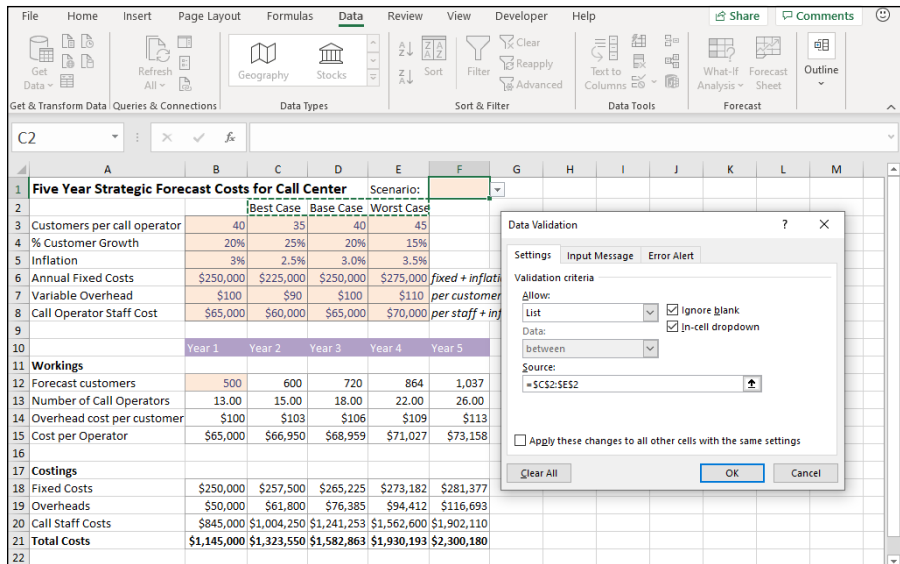 File Home Insert Page Layout Formulas Data Review View Developer Help Share Comments
Get Data Refresh All Geography Stocks Sort Filter Clear Reapply Advanced Text to Columns What-If Analysis Forecast Sheet Outline
Get & Transform Data Queries & Connections Data Types Sort & Filter Data Tools Forecast
C2 fx
A B C D E F G H I J K L M
1 Five Year Strategic Forecast Costs for Call Center Scenario:
2 Best Case Base Case Worst Case
3 Customers per call operator 40 35 40 45
4 % Customer Growth 20% 25% 20% 15%
5 Inflation 3% 2.5% 3.0% 3.5%
6 Annual Fixed Costs $250,000 $225,000 $250,000 $275,000 fixed + inflati
7 Variable Overhead $100 $90 $100 $110 per customer
8 Call Operator Staff Cost $65,000 $60,000 $65,000 $70,000 per staff + inf
9
10 Year 1 Year 2 Year 3 Year 4 Year 5
11 Workings
12 Forecast customers 500 600 720 864 1,037
13 Number of Call Operators 13.00 15.00 18.00 22.00 26.00
14 Overhead cost per customer $100 $103 $106 $109 $113
15 Cost per Operator $65,000 $66,950 $68,959 $71,027 $73,158
16
17 Costings
18 Fixed Costs $250,000 $257,500 $265,225 $273,182 $281,377
19 Overheads $50,000 $61,800 $76,385 $94,412 $116,693
20 Call Staff Costs $845,000 $1,004,250 $1,241,253 $1,562,600 $1,902,110
21 Total Costs $1,145,000 $1,323,550 $1,582,863 $1,930,193 $2,300,180
22
Data Validation ? ×
Settings Input Message Error Alert
Validation criteria
Allow:
List Ignore blank
Data: In-cell dropdown
between
Source:
=$C$2:$E$2
Apply these changes to all other cells with the same settings
Clear All OK Cancel